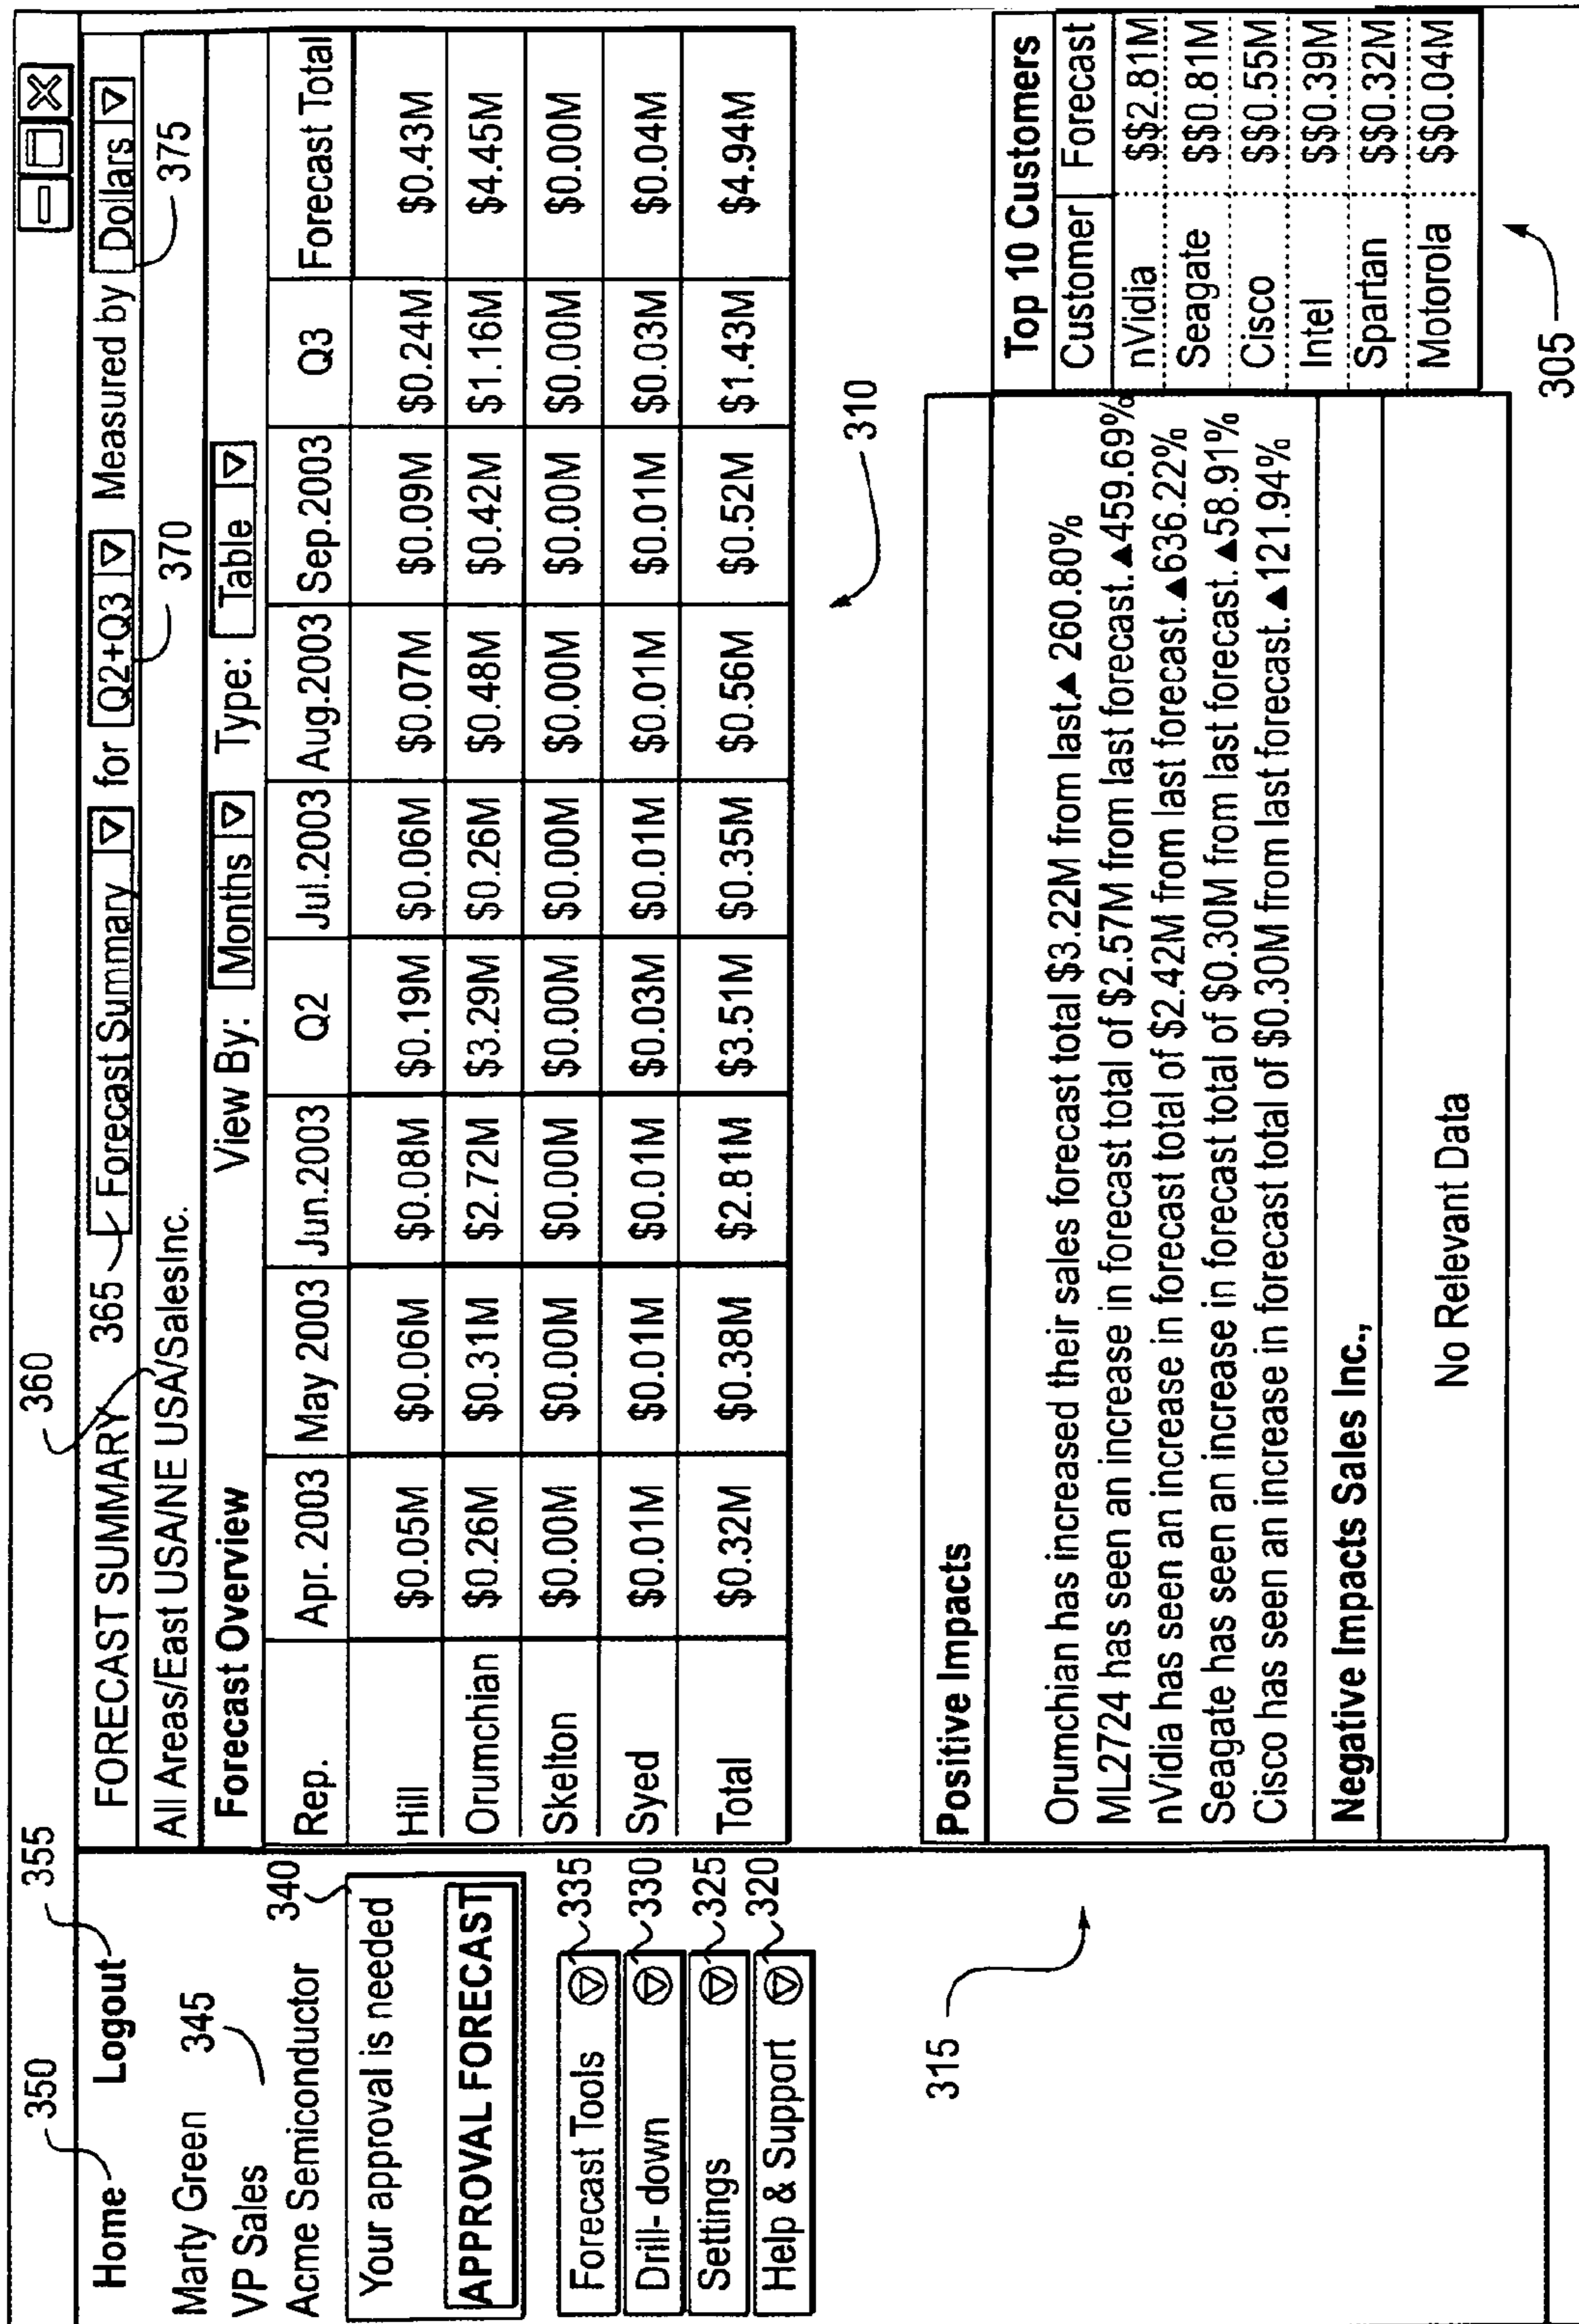 350 355 360
Home Logout
Marty Green 345
VP Sales
Acme Semiconductor
340
Your approval is needed
APPROVAL FORECAST
Forecast Tools 335
Drill- down 330
Settings 325
Help & Support 320
315
FORECAST SUMMARY 365 Forecast Summary for Q2+Q3 Measured by Dollars
370 375
All Areas/East USA/NE USA/SalesInc.
Forecast Overview View By: Months Type: Table
Rep. Apr. 2003 May 2003 Jun.2003 Q2 Jul.2003 Aug.2003 Sep.2003 Q3 Forecast Total
Hill $0.05M $0.06M $0.08M $0.19M $0.06M $0.07M $0.09M $0.24M $0.43M
Orumchian $0.26M $0.31M $2.72M $3.29M $0.26M $0.48M $0.42M $1.16M $4.45M
Skelton $0.00M $0.00M $0.00M $0.00M $0.00M $0.00M $0.00M $0.00M $0.00M
Syed $0.01M $0.01M $0.01M $0.03M $0.01M $0.01M $0.01M $0.03M $0.04M
Total $0.32M $0.38M $2.81M $3.51M $0.35M $0.56M $0.52M $1.43M $4.94M
310
Positive Impacts
Orumchian has increased their sales forecast total $3.22M from last.▲ 260.80%
ML2724 has seen an increase in forecast total of $2.57M from last forecast.▲459.69%
nVidia has seen an increase in forecast total of $2.42M from last forecast.▲636.22%
Seagate has seen an increase in forecast total of $0.30M from last forecast.▲58.91%
Cisco has seen an increase in forecast total of $0.30M from last forecast.▲121.94%
Negative Impacts Sales Inc.,
No Relevant Data
Top 10 Customers
Customer Forecast
nVidia $$2.81M
Seagate $$0.81M
Cisco $$0.55M
Intel $$0.39M
Spartan $$0.32M
Motorola $$0.04M
305